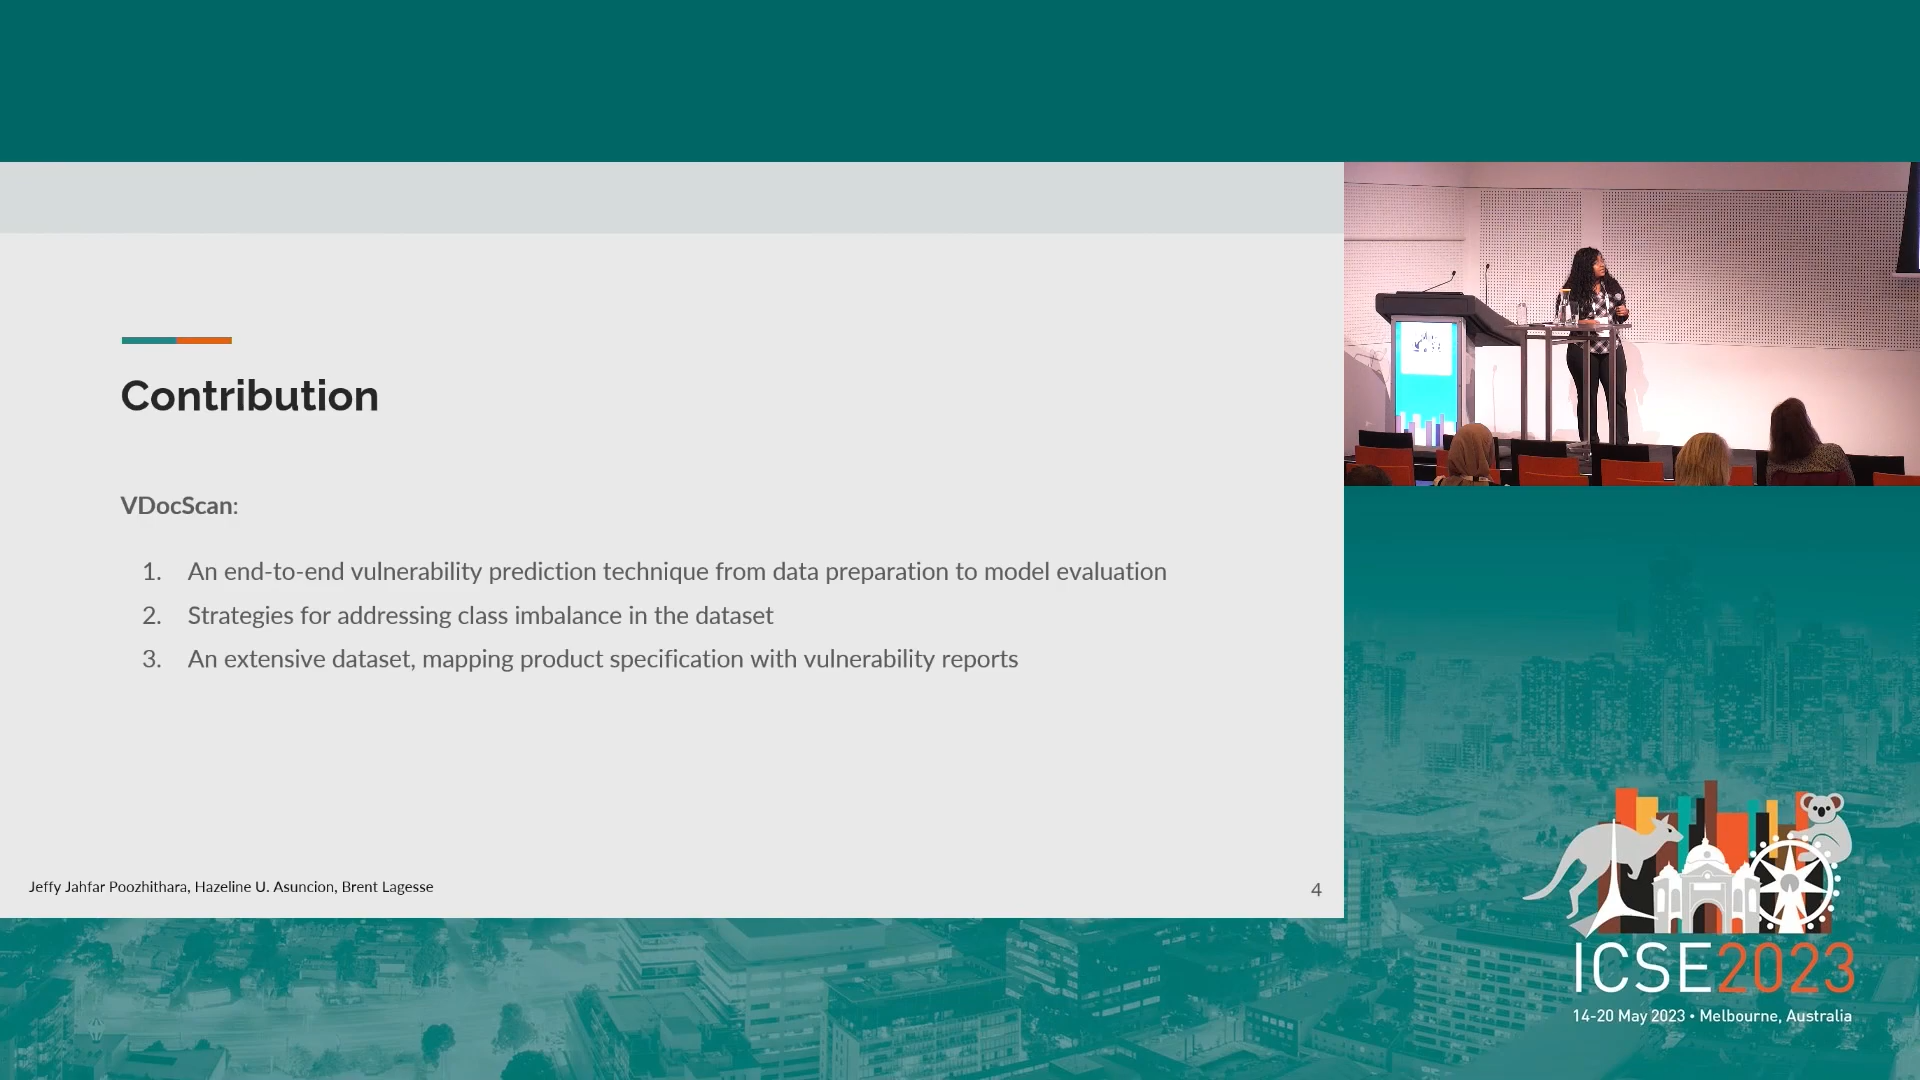 Contribution
VDocScan:
1. An end-to-end vulnerability prediction technique from data preparation to model evaluation
2. Strategies for addressing class imbalance in the dataset
3. An extensive dataset, mapping product specification with vulnerability reports
Jeffy Jahfar Poozhithara, Hazeline U. Asuncion, Brent Lagesse
4
ICSE2023
14-20 May 2023 • Melbourne, Australia